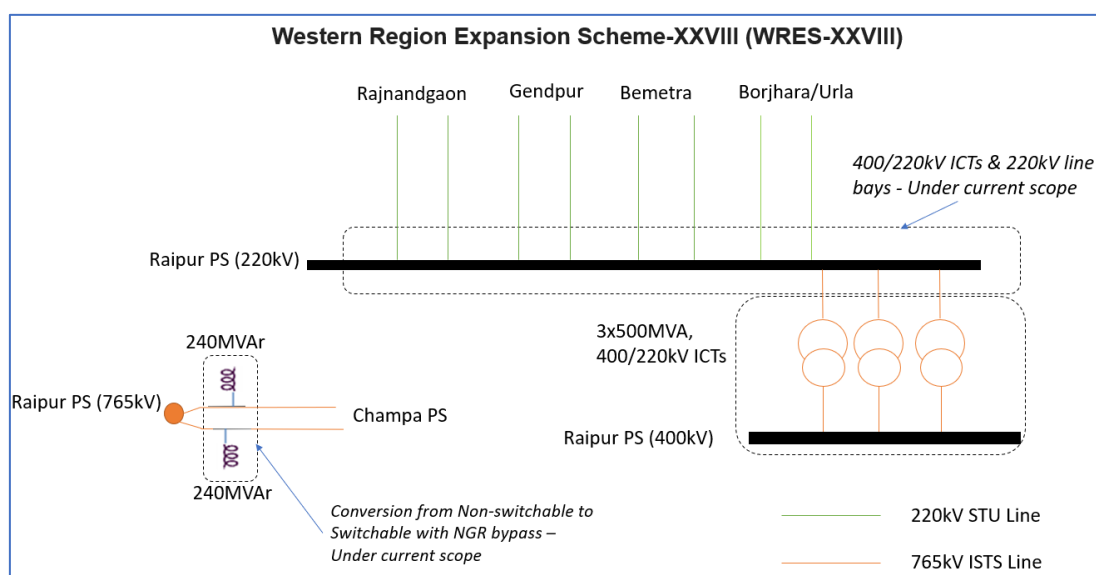 Western Region Expansion Scheme-XXVIII (WRES-XXVIII)
Rajnandgaon
Gendpur
Bemetra
Borjhara/Urla
400/220kV ICTs & 220kV line
bays - Under current scope
Raipur PS (220kV)
3x500MVA,
400/220kV ICTs
240MVAr
Raipur PS (765kV)
Champa PS
Raipur PS (400kV)
240MVAr
Conversion from Non-switchable to
Switchable with NGR bypass –
Under current scope
220kV STU Line
765kV ISTS Line